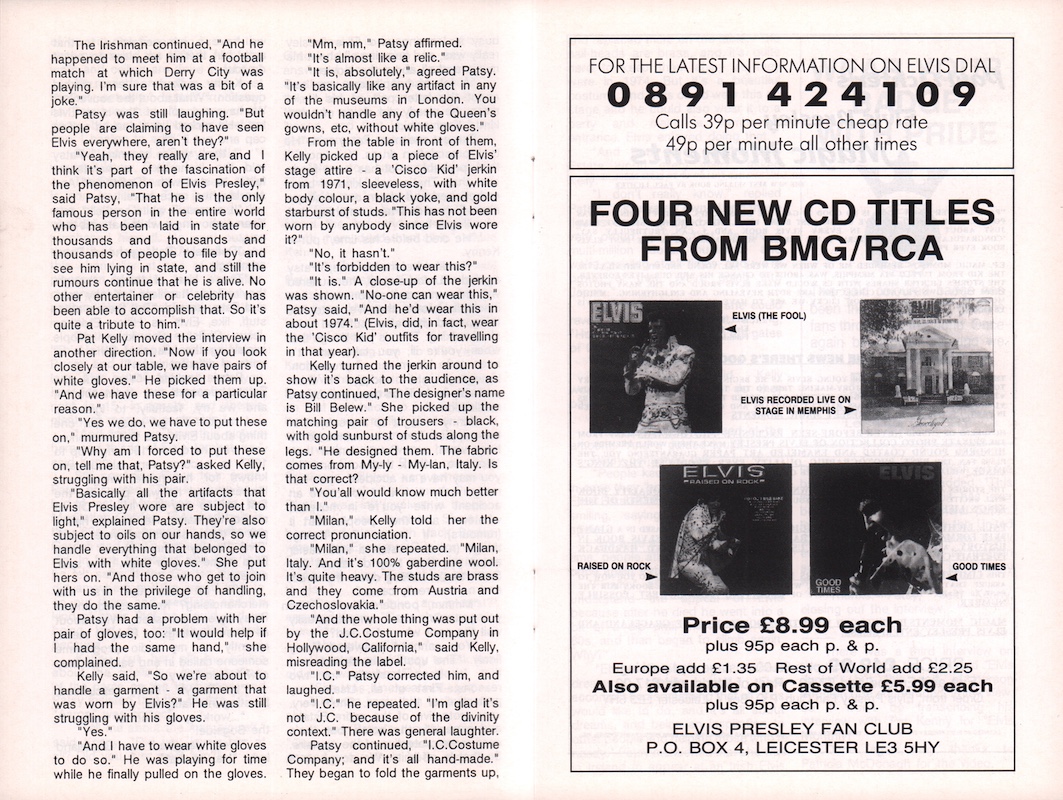 The Irishman continued, "And he
happened to meet him at a football
match at which Derry City was
playing. I'm sure that was a bit of a
joke."
Patsy was still laughing. "But
people are claiming to have seen
Elvis everywhere, aren't they?"
"Yeah, they really are, and I
think it's part of the fascination of
the phenomenon of Elvis Presley,"
said Patsy, "That he is the only
famous person in the entire world
who has been laid in state for
thousands and thousands and
thousands of people to file by and
see him lying in state, and still the
rumours continue that he is alive. No
other entertainer or celebrity has
been able to accomplish that. So it's
quite a tribute to him."
Pat Kelly moved the interview in
another direction. "Now if you look
closely at our table, we have pairs of
white gloves." He picked them up.
"And we have these for a particular
reason."
"Yes we do, we have to put these
on," murmured Patsy.
"Why am I forced to put these
on, tell me that, Patsy?" asked Kelly,
struggling with his pair.
"Basically all the artifacts that
Elvis Presley wore are subject to
light," explained Patsy. They're also
subject to oils on our hands, so we
handle everything that belonged to
Elvis with white gloves." She put
hers on. "And those who get to join
with us in the privilege of handling,
they do the same."
Patsy had a problem with her
pair of gloves, too: "It would help if
I had the same hand," she
complained.
Kelly said, "So we're about to
handle a garment - a garment that
was worn by Elvis?" He was still
struggling with his gloves.
"Yes."
"And I have to wear white gloves
to do so." He was playing for time
while he finally pulled on the gloves.
"Mm, mm," Patsy affirmed.
"It's almost like a relic."
"It is, absolutely," agreed Patsy.
"It's basically like any artifact in any
of the museums in London. You
wouldn't handle any of the Queen's
gowns, etc, without white gloves."
From the table in front of them,
Kelly picked up a piece of Elvis'
stage attire - a 'Cisco Kid' jerkin
from 1971, sleeveless, with white
body colour, a black yoke, and gold
starburst of studs. "This has not been
worn by anybody since Elvis wore
it?"
"No, it hasn't."
"It's forbidden to wear this?"
"It is." A close-up of the jerkin
was shown. "No-one can wear this,"
Patsy said, "And he'd wear this in
about 1974." (Elvis, did, in fact, wear
the 'Cisco Kid' outfits for travelling
in that year).
Kelly turned the jerkin around to
show it's back to the audience, as
Patsy continued, "The designer's name
is Bill Belew." She picked up the
matching pair of trousers - black,
with gold sunburst of studs along the
legs. "He designed them. The fabric
comes from My-ly - My-lan, Italy. Is
that correct?
"You'all would know much better
than I."
"Milan," Kelly told her the
correct pronunciation.
"Milan," she repeated. "Milan,
Italy. And it's 100% gaberdine wool.
It's quite heavy. The studs are brass
and they come from Austria and
Czechoslovakia."
"And the whole thing was put out
by the J.C.Costume Company in
Hollywood, California," said Kelly,
misreading the label.
"I.C." Patsy corrected him, and
laughed.
"I.C." he repeated. "I'm glad it's
not J.C. because of the divinity
context." There was general laughter.
Patsy continued, "I.C.Costume
Company; and it's all hand-made."
They began to fold the garments up,
FOR THE LATEST INFORMATION ON ELVIS DIAL
0891 424109
Calls 39p per minute cheap rate
49p per minute all other times
FOUR NEW CD TITLES
FROM BMG/RCA
ELVIS
ELVIS (THE FOOL)
ELVIS RECORDED LIVE ON
STAGE IN MEMPHIS
Graceland
ELVIS
RAISED ON ROCK
ELVIS
GOOD
TIMES
RAISED ON ROCK
GOOD TIMES
Price £8.99 each
plus 95p each p. & p.
Europe add £1.35 Rest of World add £2.25
Also available on Cassette £5.99 each
plus 95p each p. & p.
ELVIS PRESLEY FAN CLUB
P.O. BOX 4, LEICESTER LE3 5HY